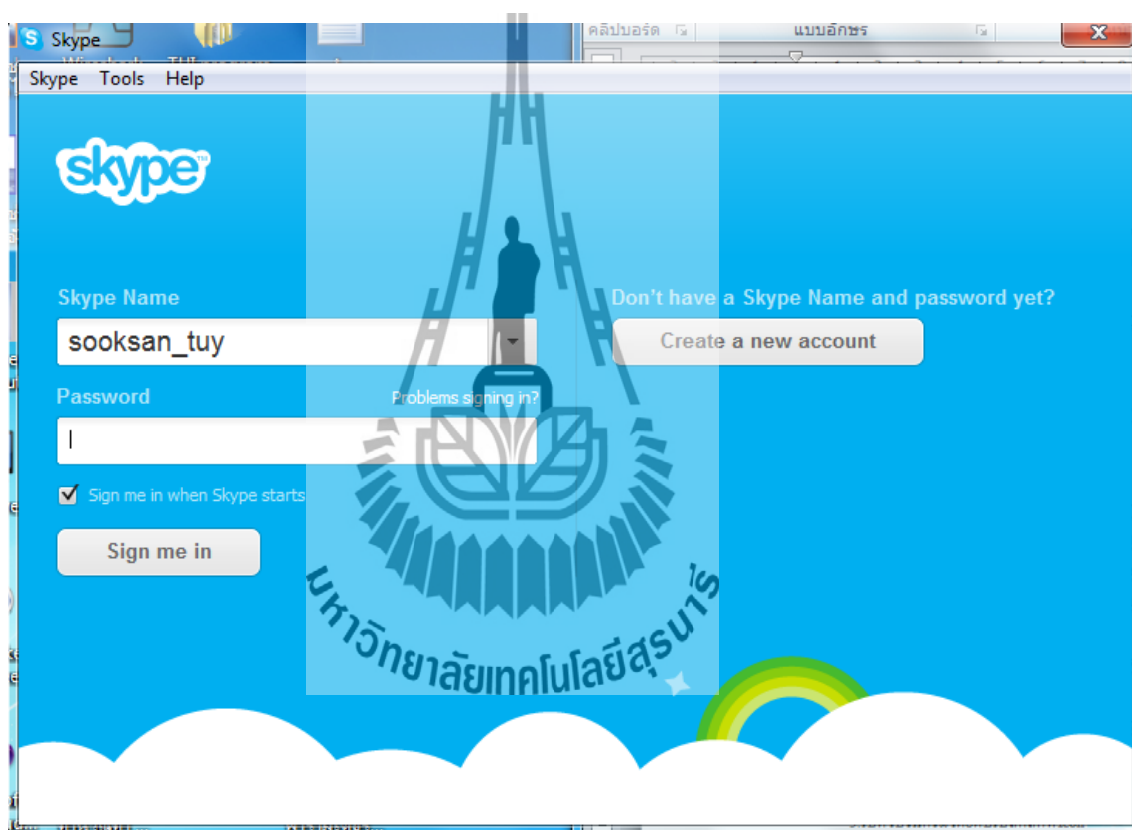 Skype
คลิปบอร์ด
แบบอักษร
Skype Tools Help
skype
Skype Name
sooksan_tuy
Password
Problems signing in?
Sign me in when Skype starts
Sign me in
Don't have a Skype Name and password yet?
Create a new account
มหาวิทยาลัยเทคโนโลยีสุรนารี